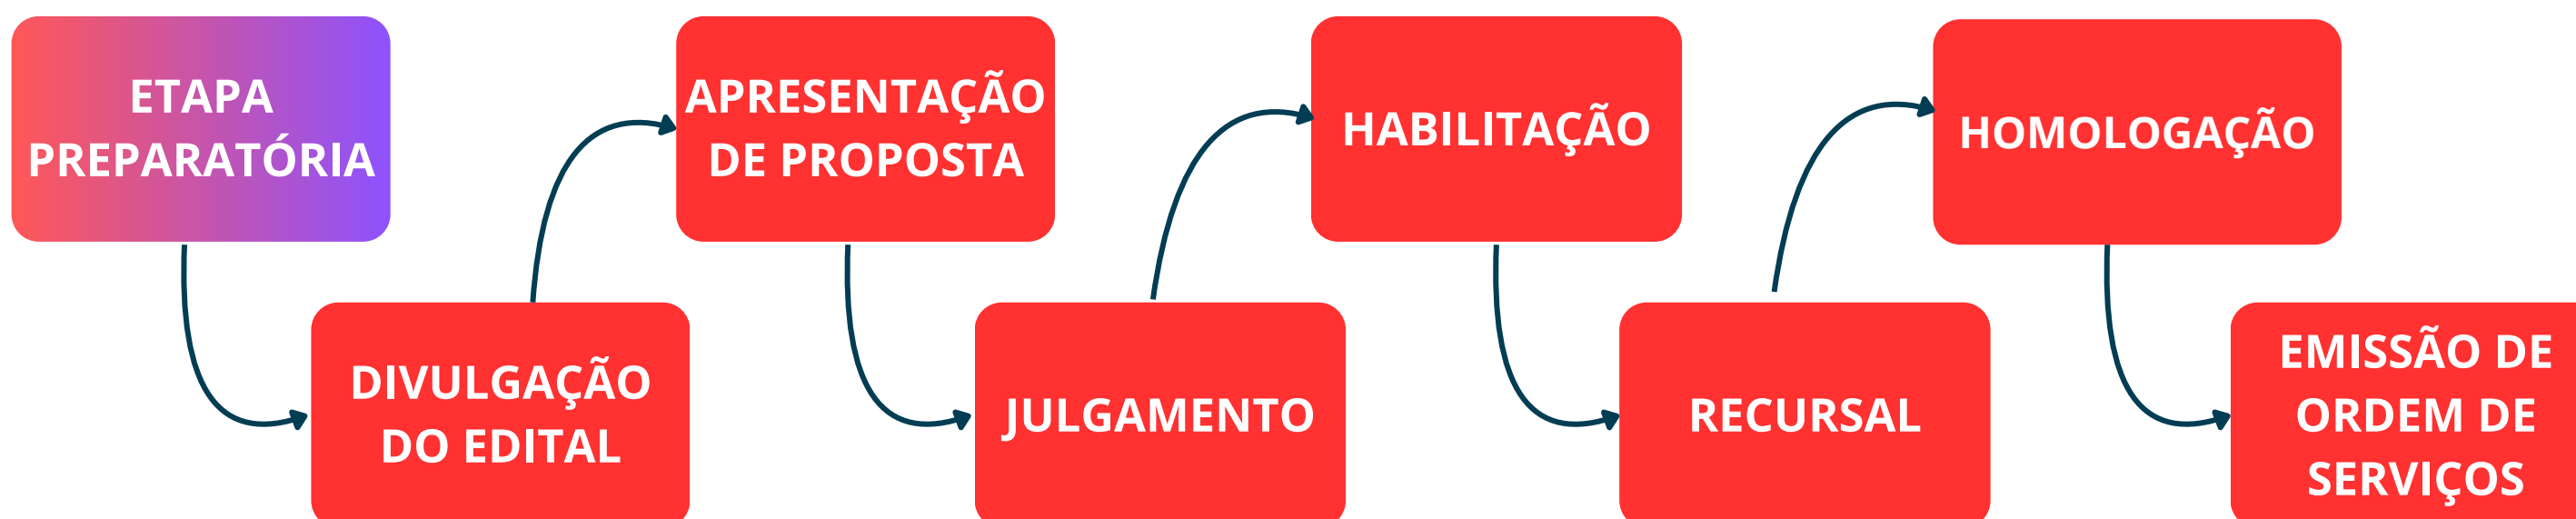 ETAPA
PREPARATÓRIA
DIVULGAÇÃO
DO EDITAL
APRESENTAÇÃO
DE PROPOSTA
JULGAMENTO
HABILITAÇÃO
RECURSAL
HOMOLOGAÇÃO
EMISSÃO DE
ORDEM DE
SERVIÇOS